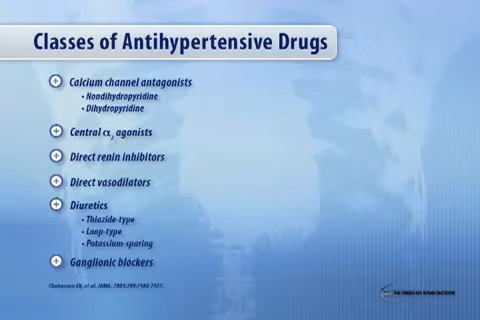 Classes of Antihypertensive Drugs
Calcium channel antagonists
• Nondihydropyridine
• Dihydropyridine
Central α₂ agonists
Direct renin inhibitors
Direct vasodilators
Diuretics
• Thiazide-type
• Loop-type
• Potassium-sparing
Ganglionic blockers
Chobanian AV, et al. JAMA. 2003;289:2560-2572.